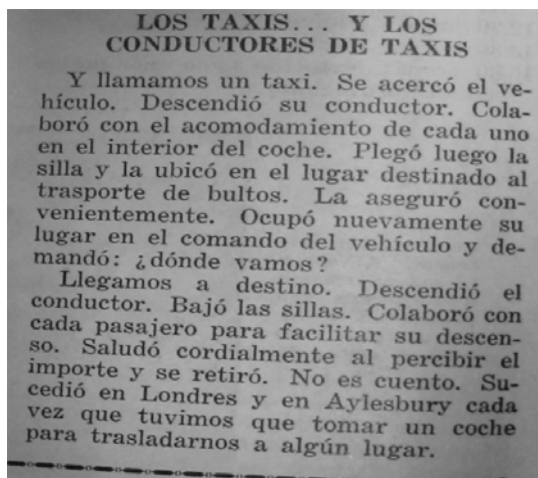 LOS TAXIS... Y LOS
CONDUCTORES DE TAXIS
Y llamamos un taxi. Se acercó el ve-
hículo. Descendió su conductor. Cola-
boró con el acomodamiento de cada uno
en el interior del coche. Plegó luego la
silla y la ubicó en el lugar destinado al
trasporte de bultos. La aseguró con-
venientemente. Ocupó nuevamente su
lugar en el comando del vehículo y de-
mandó: ¿dónde vamos?
Llegamos a destino. Descendió el
conductor. Bajó las sillas. Colaboró con
cada pasajero para facilitar su descen-
so. Saludó cordialmente al percibir el
importe y se retiró. No es cuento. Su-
cedió en Londres y en Aylesbury cada
vez que tuvimos que tomar un coche
para trasladarnos a algún lugar.